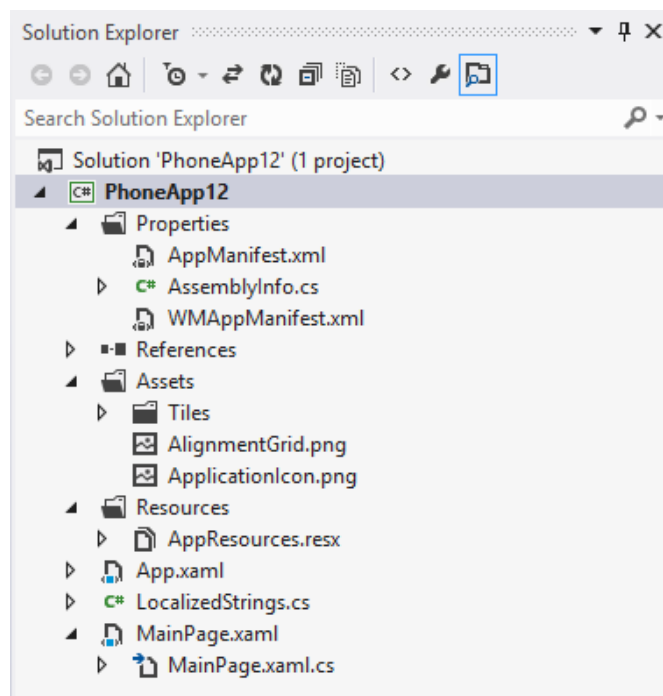 Solution Explorer
Search Solution Explorer
Solution 'PhoneApp12' (1 project)
C# PhoneApp12
Properties
AppManifest.xml
C# AssemblyInfo.cs
WMAppManifest.xml
References
Assets
Tiles
AlignmentGrid.png
ApplicationIcon.png
Resources
AppResources.resx
App.xaml
C# LocalizedStrings.cs
MainPage.xaml
MainPage.xaml.cs